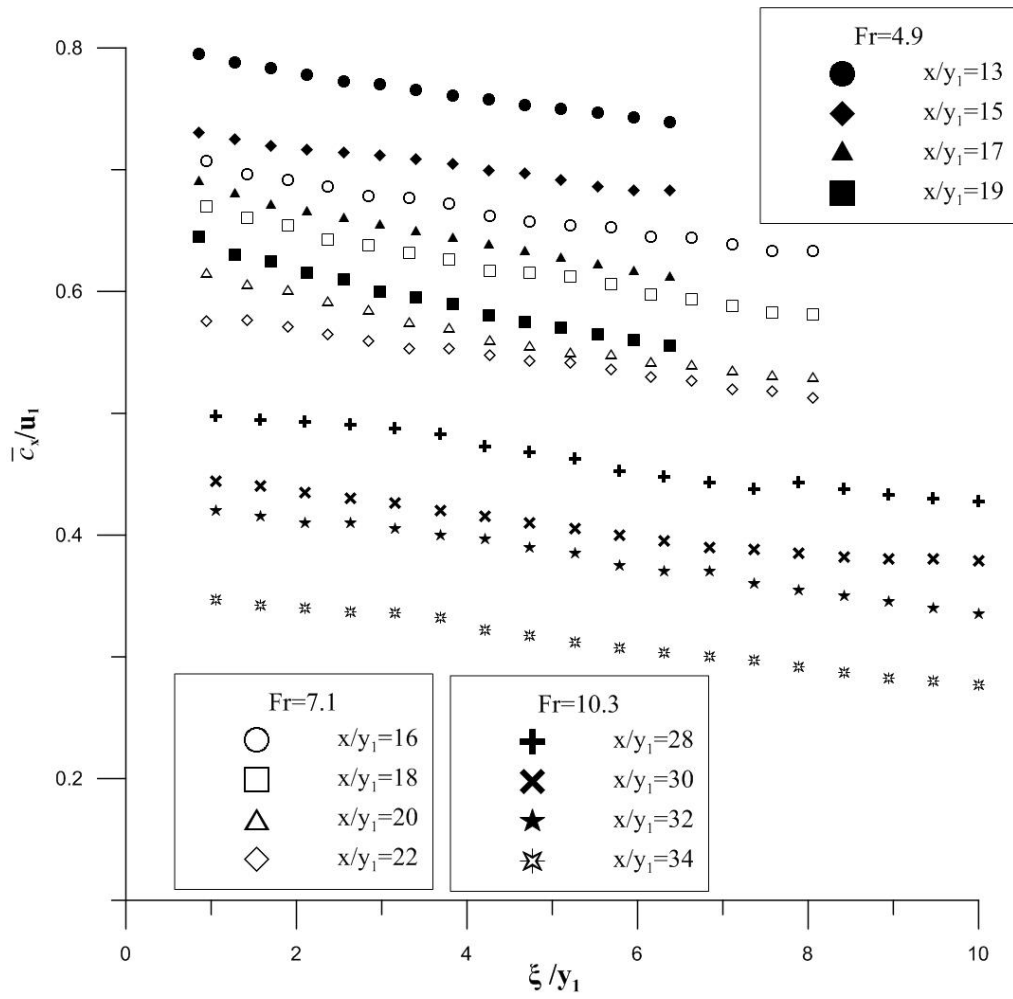 0.8
0.6
0.4
0.2
c̄ₓ/u₁
0
2
4
6
8
10
ξ /y₁
Fr=4.9
x/y₁=13
x/y₁=15
x/y₁=17
x/y₁=19
Fr=7.1
x/y₁=16
x/y₁=18
x/y₁=20
x/y₁=22
Fr=10.3
x/y₁=28
x/y₁=30
x/y₁=32
x/y₁=34